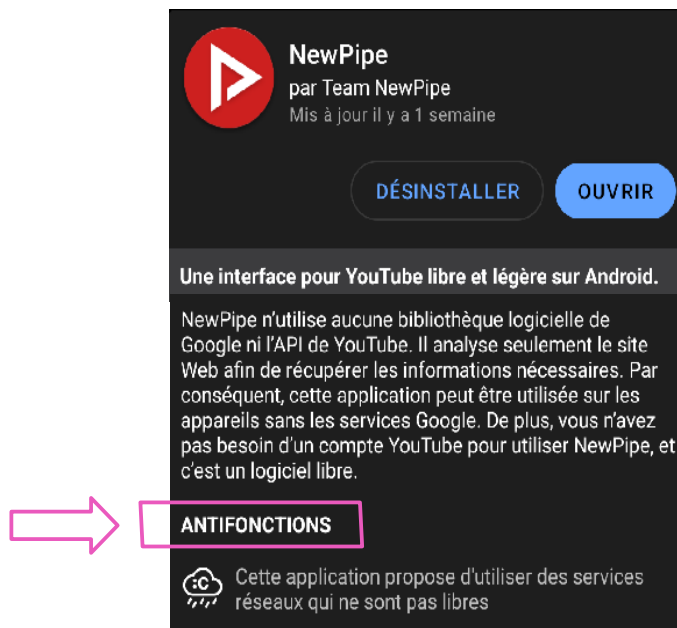 NewPipe
par Team NewPipe
Mis à jour il y a 1 semaine
DÉSINSTALLER
OUVRIR
Une interface pour YouTube libre et légère sur Android.
NewPipe n'utilise aucune bibliothèque logicielle de
Google ni l'API de YouTube. Il analyse seulement le site
Web afin de récupérer les informations nécessaires. Par
conséquent, cette application peut être utilisée sur les
appareils sans les services Google. De plus, vous n'avez
pas besoin d'un compte YouTube pour utiliser NewPipe, et
c'est un logiciel libre.
ANTIFONCTIONS
Cette application propose d'utiliser des services
réseaux qui ne sont pas libres